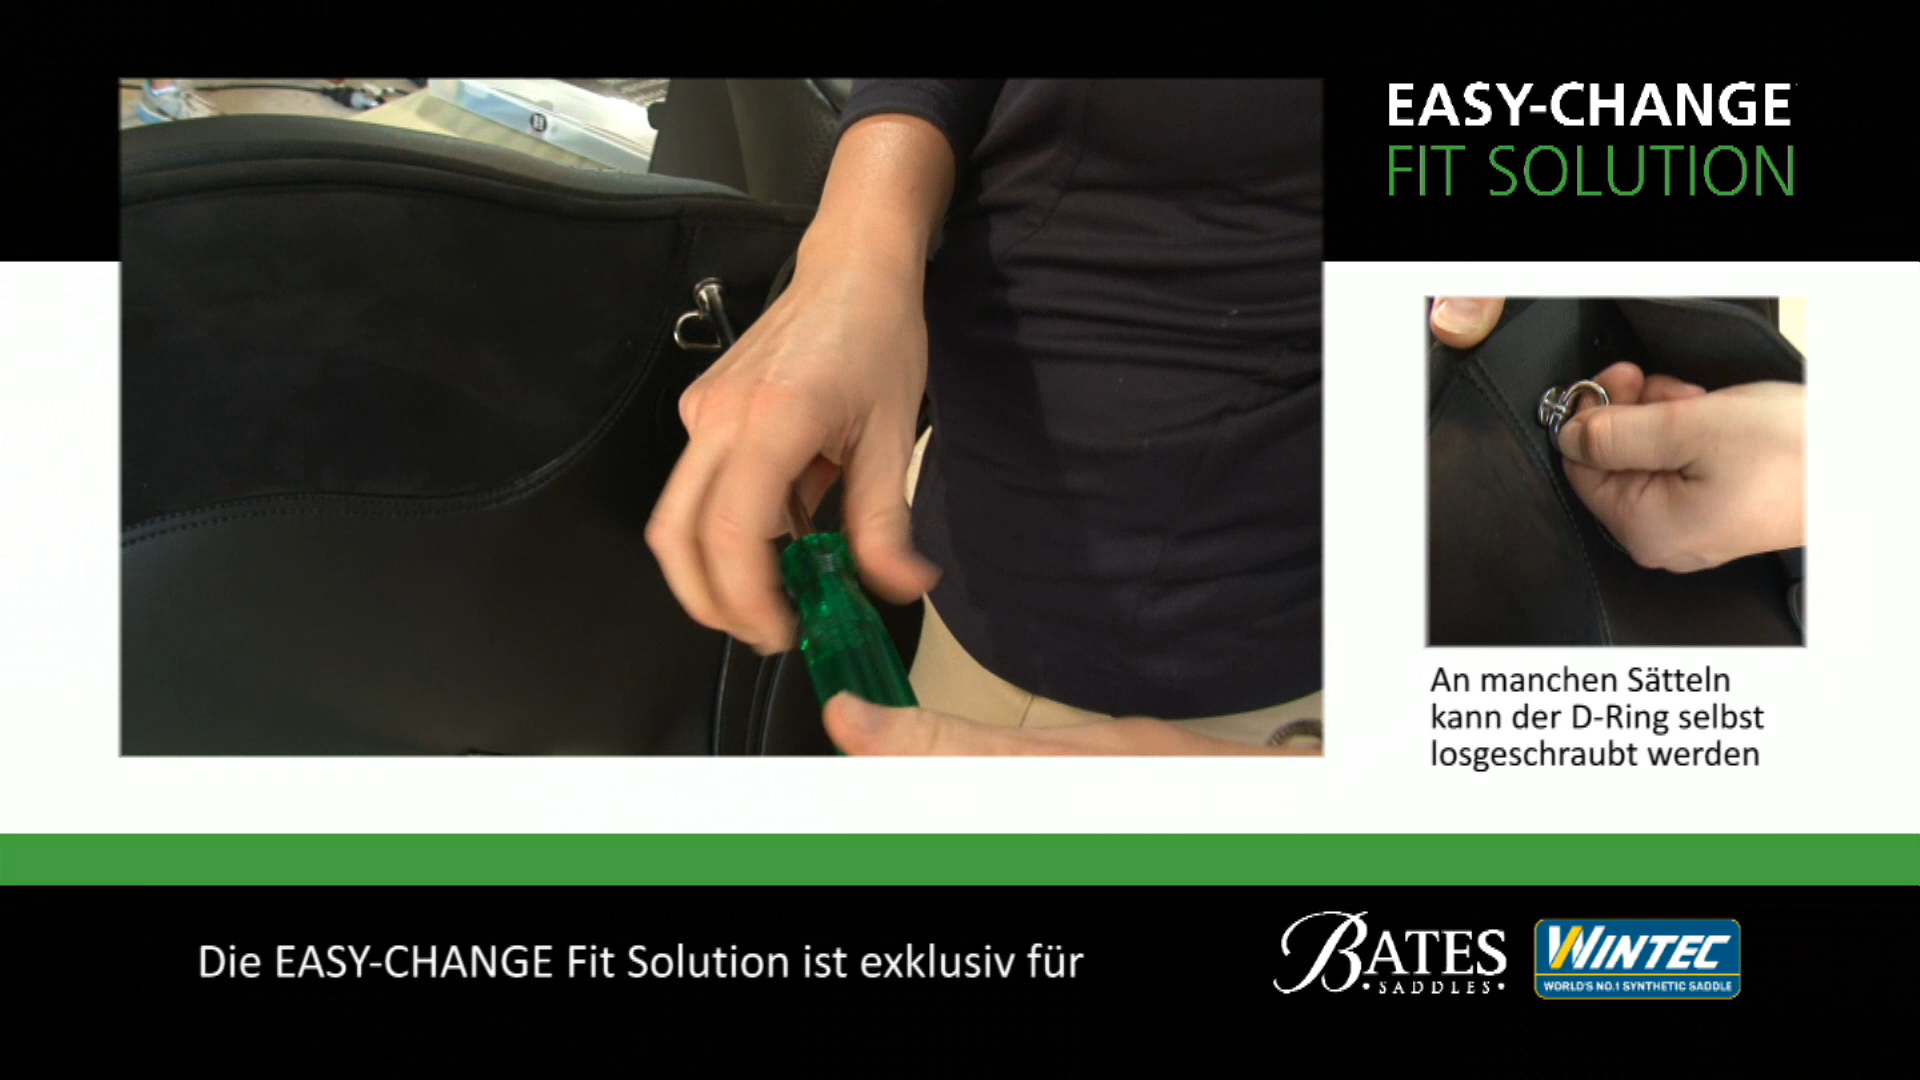 EASY-CHANGE
FIT SOLUTION
An manchen Sätteln
kann der D-Ring selbst
losgeschraubt werden
Die EASY-CHANGE Fit Solution ist exklusiv für
BATES
SADDLES
WINTEC
WORLD'S NO.1 SYNTHETIC SADDLE